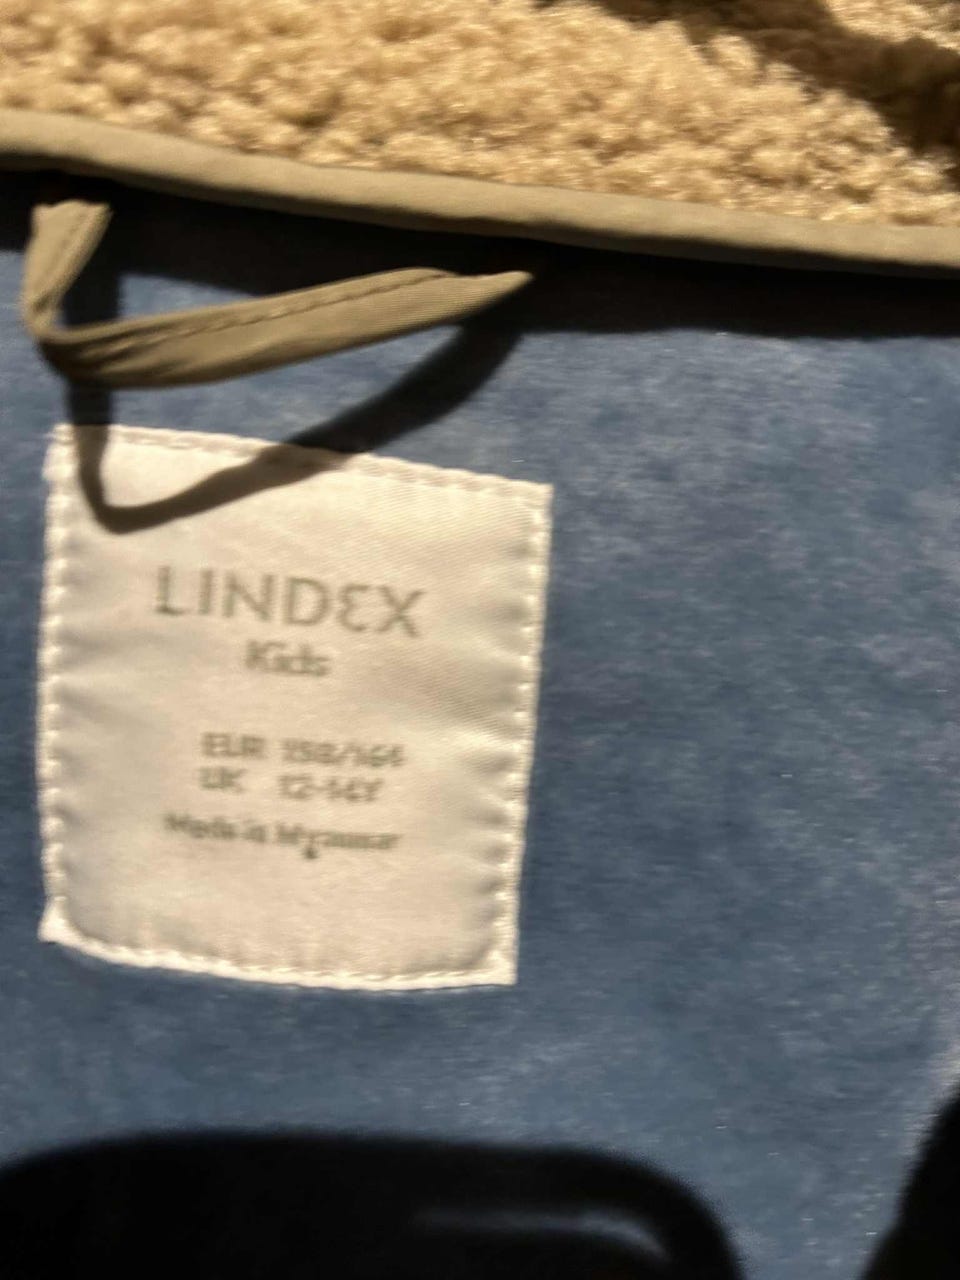 LINDEX
Kids
EUR 158/164
UK 12-14Y
Made in Myanmar